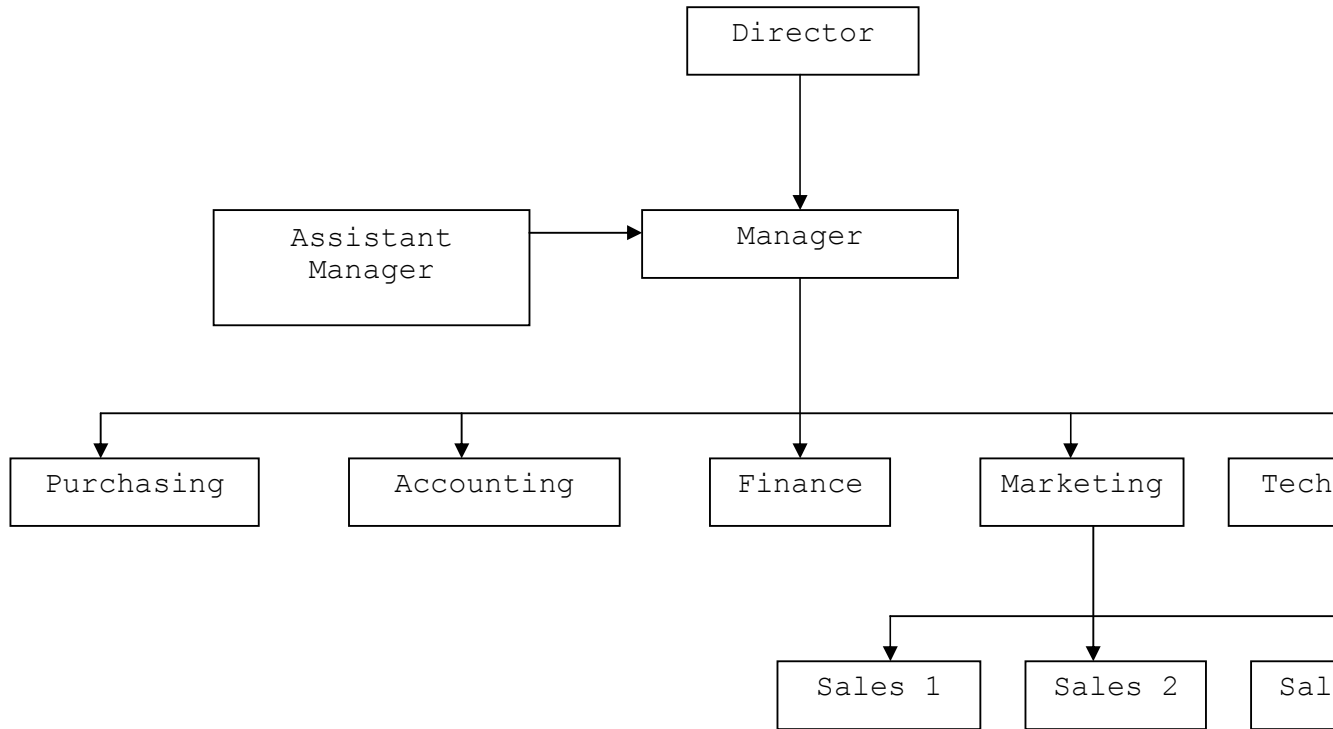 Director
Assistant
Manager
Manager
Purchasing
Accounting
Finance
Marketing
Tech
Sales 1
Sales 2
Sal